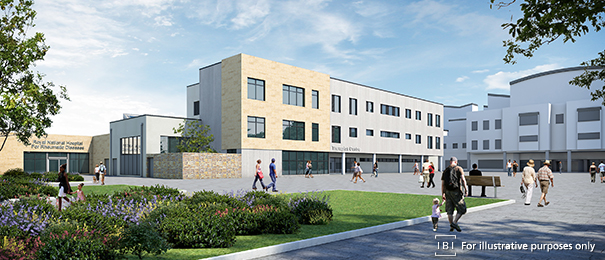 Royal National Hospital
For Rheumatic Diseases
IBI For illustrative purposes only